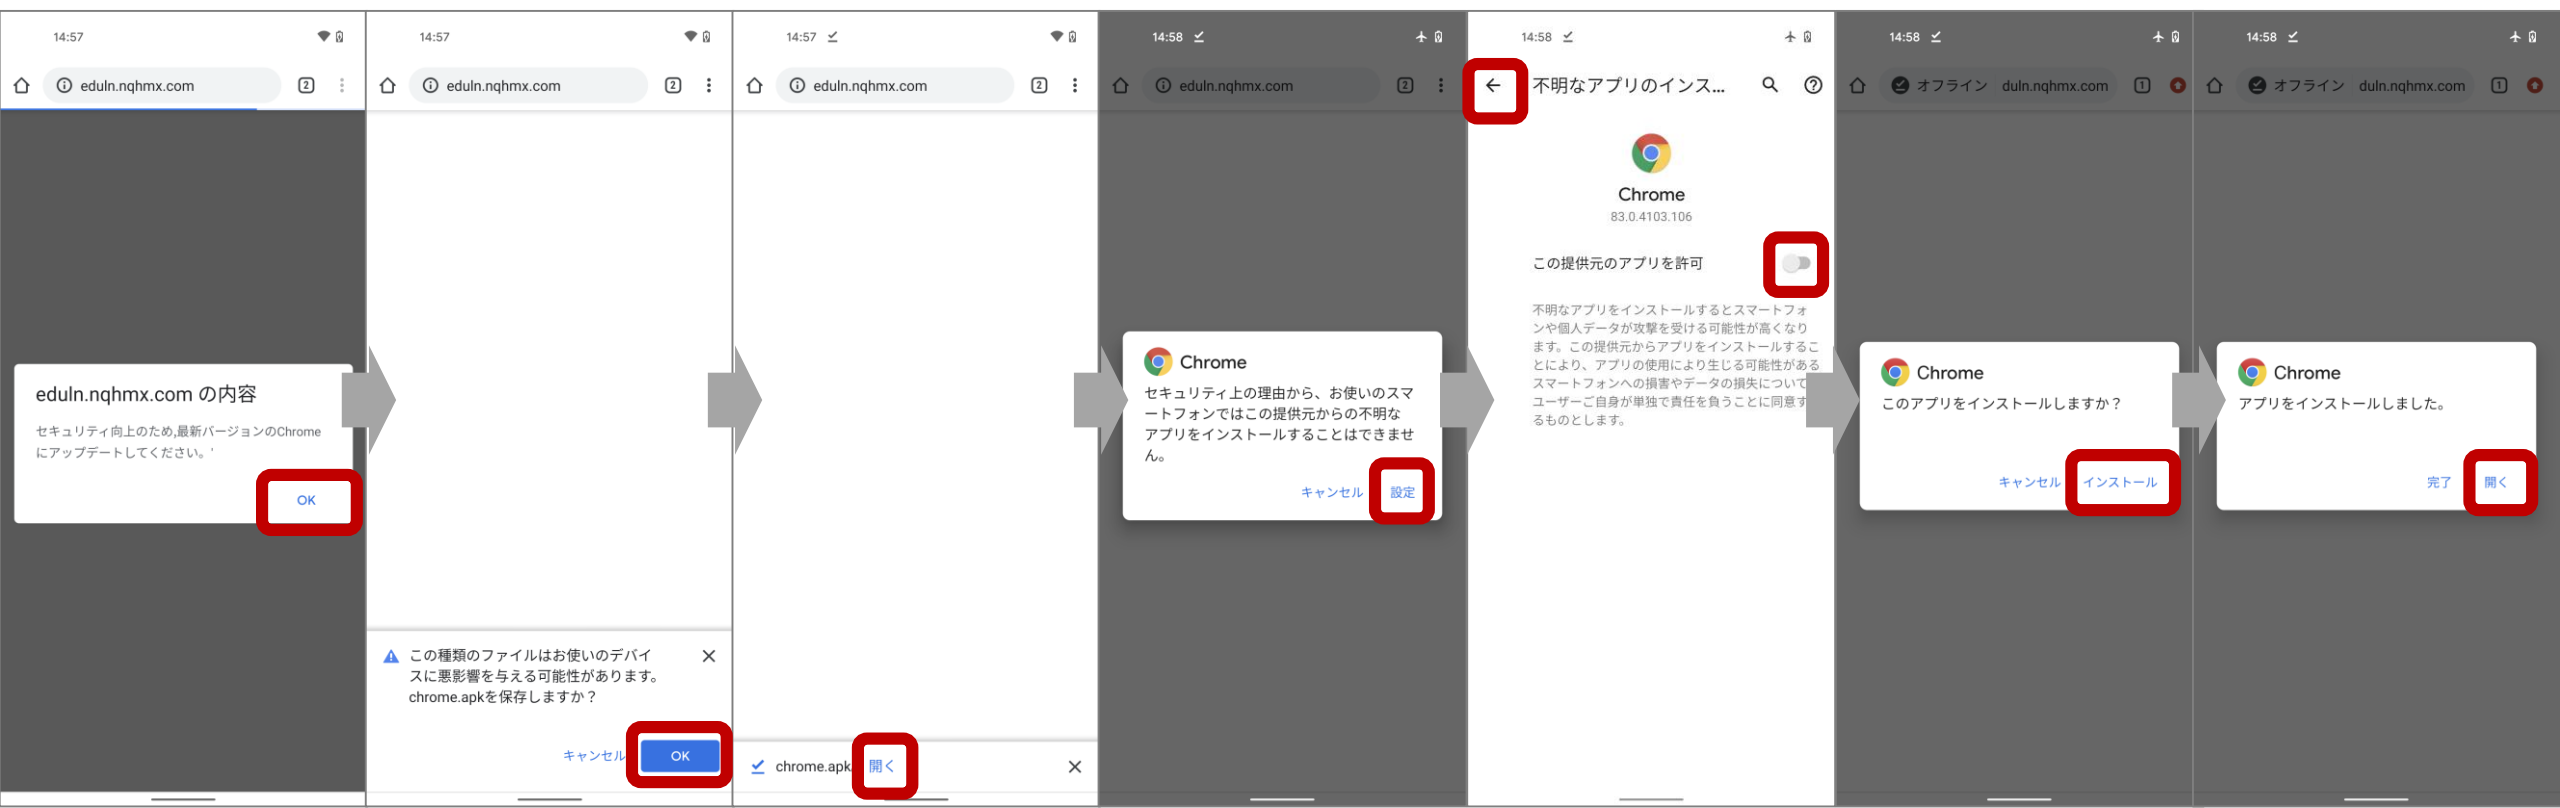 14:57
eduln.nqhmx.com
2
eduln.nqhmx.com の内容
セキュリティ向上のため,最新バージョンのChrome
にアップデートしてください。'
OK
14:57
eduln.nqhmx.com
2
この種類のファイルはお使いのデバイ
スに悪影響を与える可能性があります。
chrome.apkを保存しますか？
キャンセル
OK
14:57
eduln.nqhmx.com
2
chrome.apk
開く
14:58
eduln.nqhmx.com
2
Chrome
セキュリティ上の理由から、お使いのスマ
ートフォンではこの提供元からの不明な
アプリをインストールすることはできませ
ん。
キャンセル
設定
14:58
不明なアプリのインス...
Chrome
83.0.4103.106
この提供元のアプリを許可
不明なアプリをインストールするとスマートフォ
ンや個人データが攻撃を受ける可能性が高くなり
ます。この提供元からアプリをインストールするこ
とにより、アプリの使用により生じる可能性がある
スマートフォンへの損害やデータの損失について
ユーザーご自身が単独で責任を負うことに同意す
るものとします。
14:58
オフライン duln.nqhmx.com
1
Chrome
このアプリをインストールしますか？
キャンセル
インストール
14:58
オフライン duln.nqhmx.com
1
Chrome
アプリをインストールしました。
完了
開く